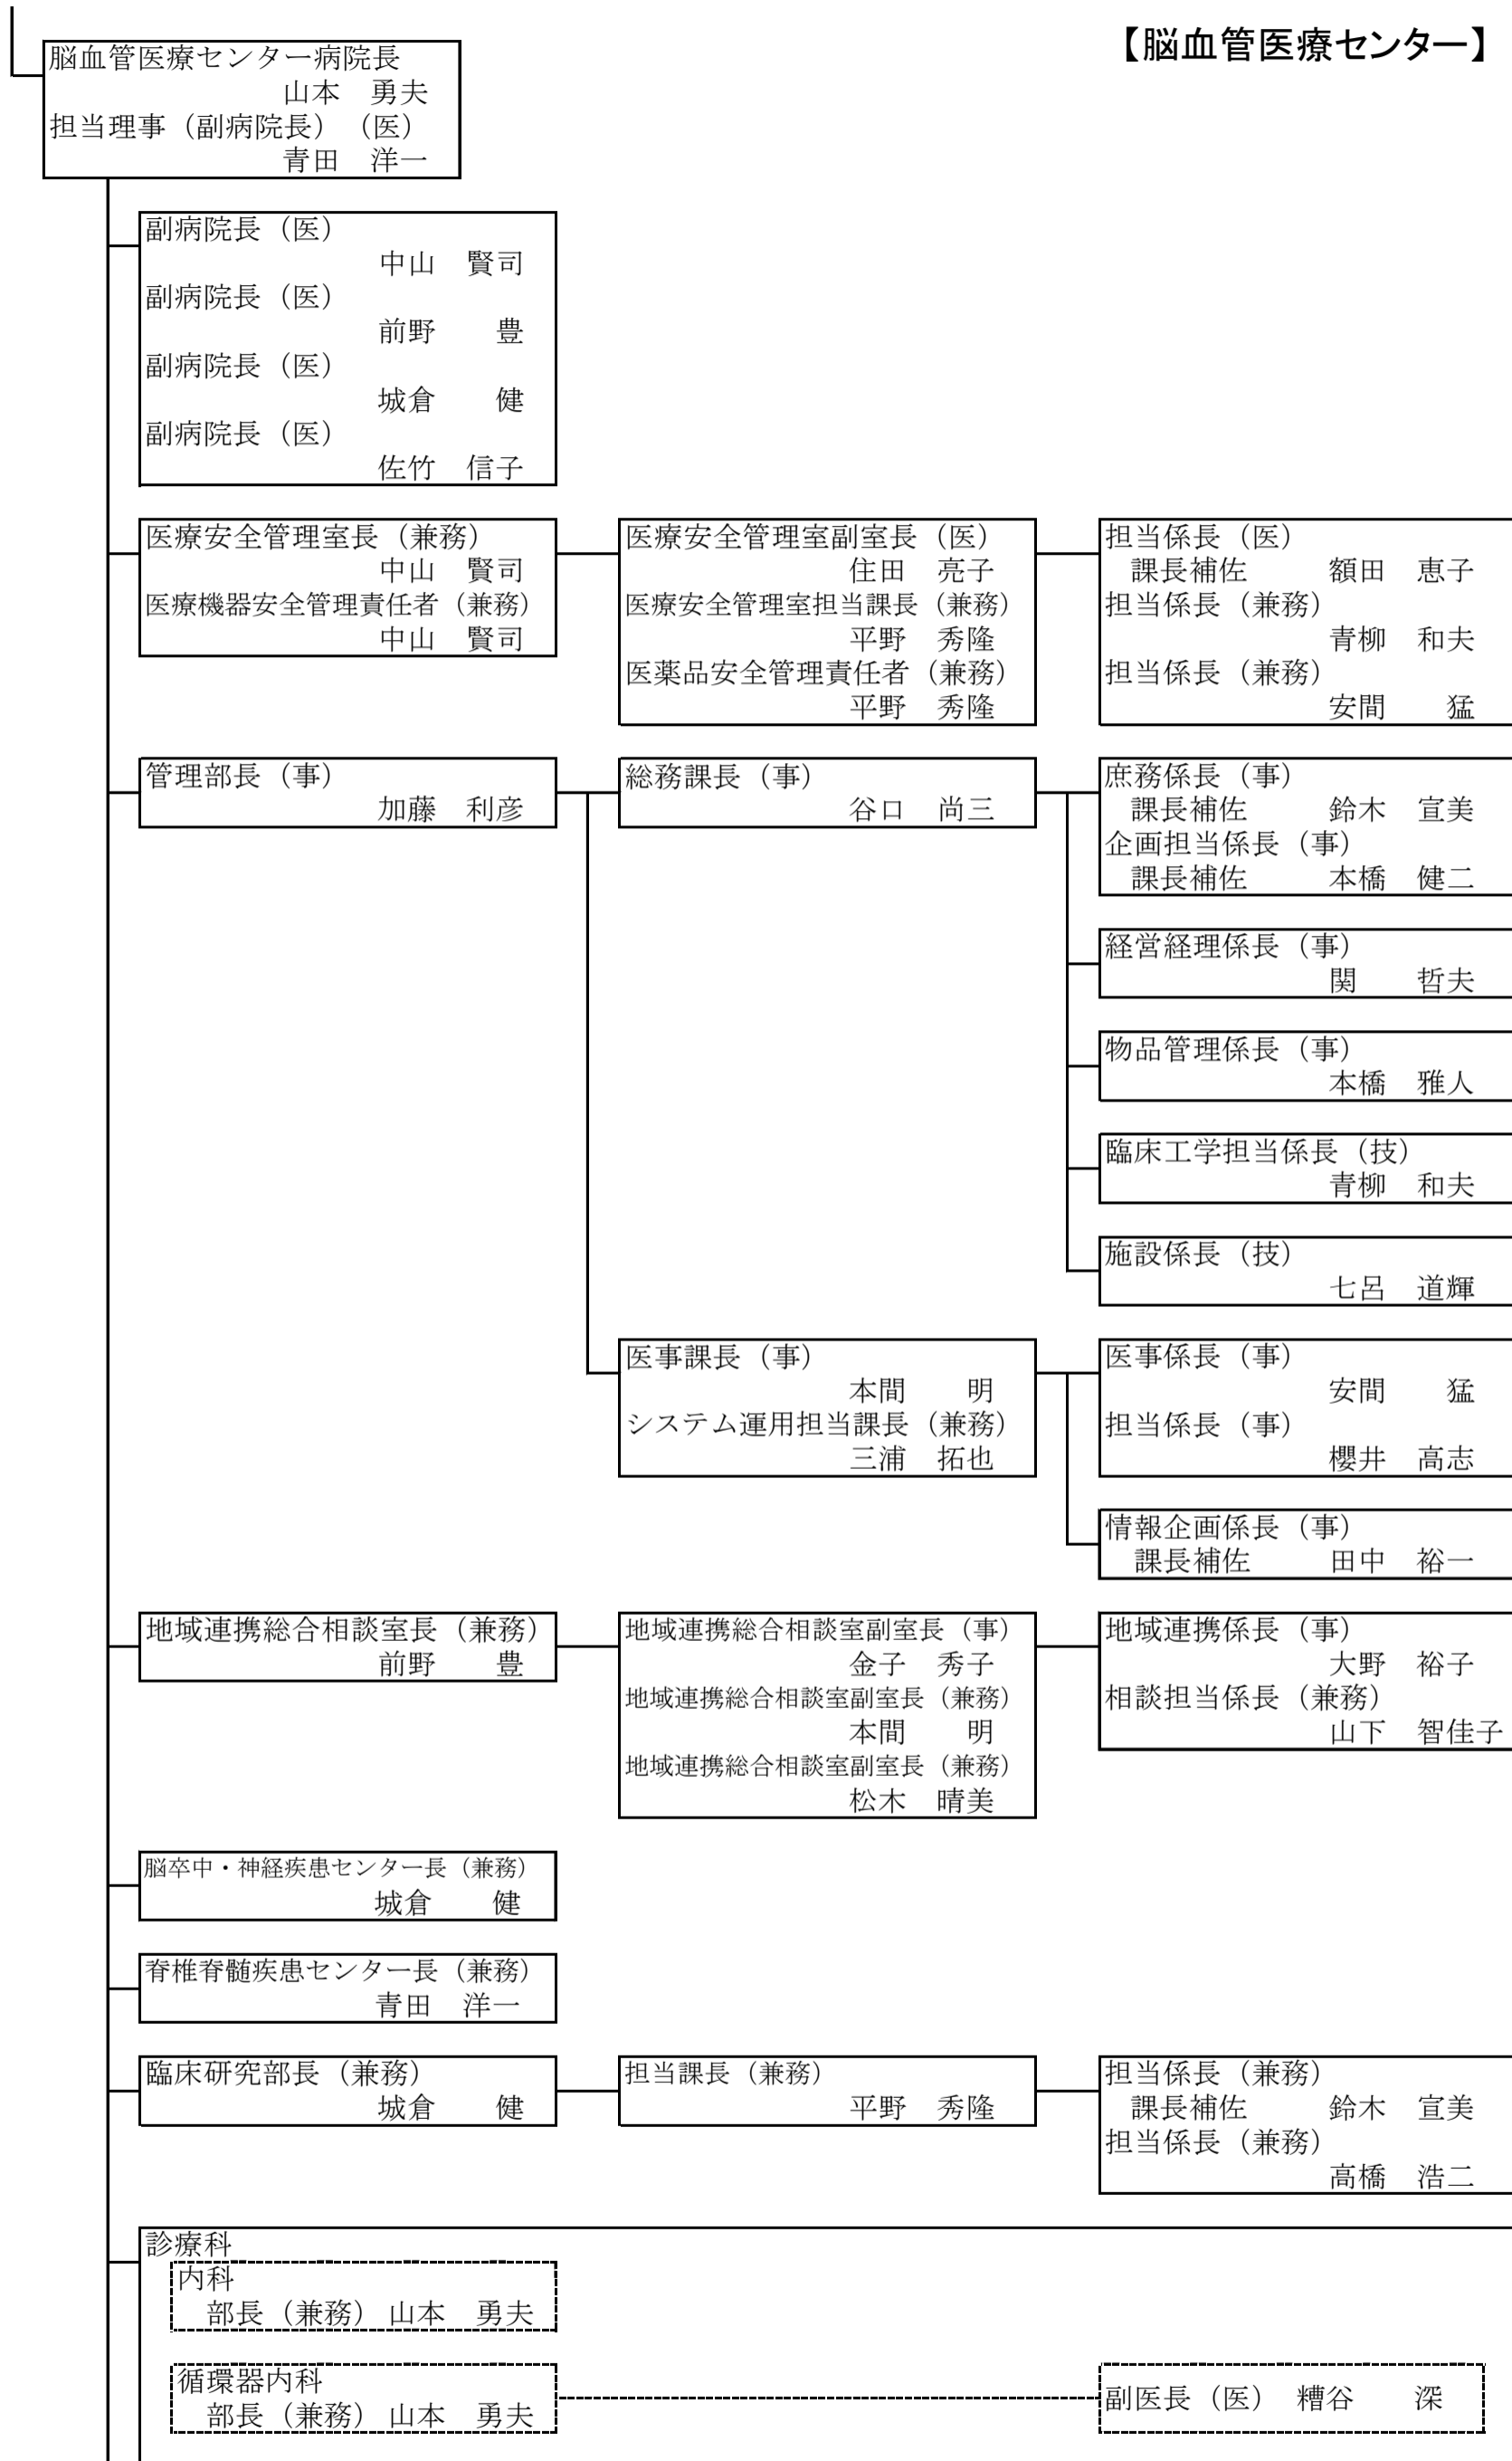 【脳血管医療センター】
脳血管医療センター病院長
山本　勇夫
担当理事（副病院長）（医）
青田　洋一
副病院長（医）
中山　賢司
副病院長（医）
前野　　豊
副病院長（医）
城倉　　健
副病院長（医）
佐竹　信子
医療安全管理室長（兼務）
中山　賢司
医療機器安全管理責任者（兼務）
中山　賢司
医療安全管理室副室長（医）
住田　亮子
医療安全管理室担当課長（兼務）
平野　秀隆
医薬品安全管理責任者（兼務）
平野　秀隆
担当係長（医）
課長補佐　額田　恵子
担当係長（兼務）
青柳　和夫
担当係長（兼務）
安間　　猛
管理部長（事）
加藤　利彦
総務課長（事）
谷口　尚三
庶務係長（事）
課長補佐　鈴木　宣美
企画担当係長（事）
課長補佐　本橋　健二
経営経理係長（事）
関　　哲夫
物品管理係長（事）
本橋　雅人
臨床工学担当係長（技）
青柳　和夫
施設係長（技）
七呂　道輝
医事課長（事）
本間　　明
システム運用担当課長（兼務）
三浦　拓也
医事係長（事）
安間　　猛
担当係長（事）
櫻井　高志
情報企画係長（事）
課長補佐　田中　裕一
地域連携総合相談室長（兼務）
前野　　豊
地域連携総合相談室副室長（事）
金子　秀子
地域連携総合相談室副室長（兼務）
本間　　明
地域連携総合相談室副室長（兼務）
松木　晴美
地域連携係長（事）
大野　裕子
相談担当係長（兼務）
山下　智佳子
脳卒中・神経疾患センター長（兼務）
城倉　　健
脊椎脊髄疾患センター長（兼務）
青田　洋一
臨床研究部長（兼務）
城倉　　健
担当課長（兼務）
平野　秀隆
担当係長（兼務）
課長補佐　鈴木　宣美
担当係長（兼務）
高橋　浩二
診療科
内科
部長（兼務）山本　勇夫
循環器内科
部長（兼務）山本　勇夫
副医長（医）　糟谷　　深